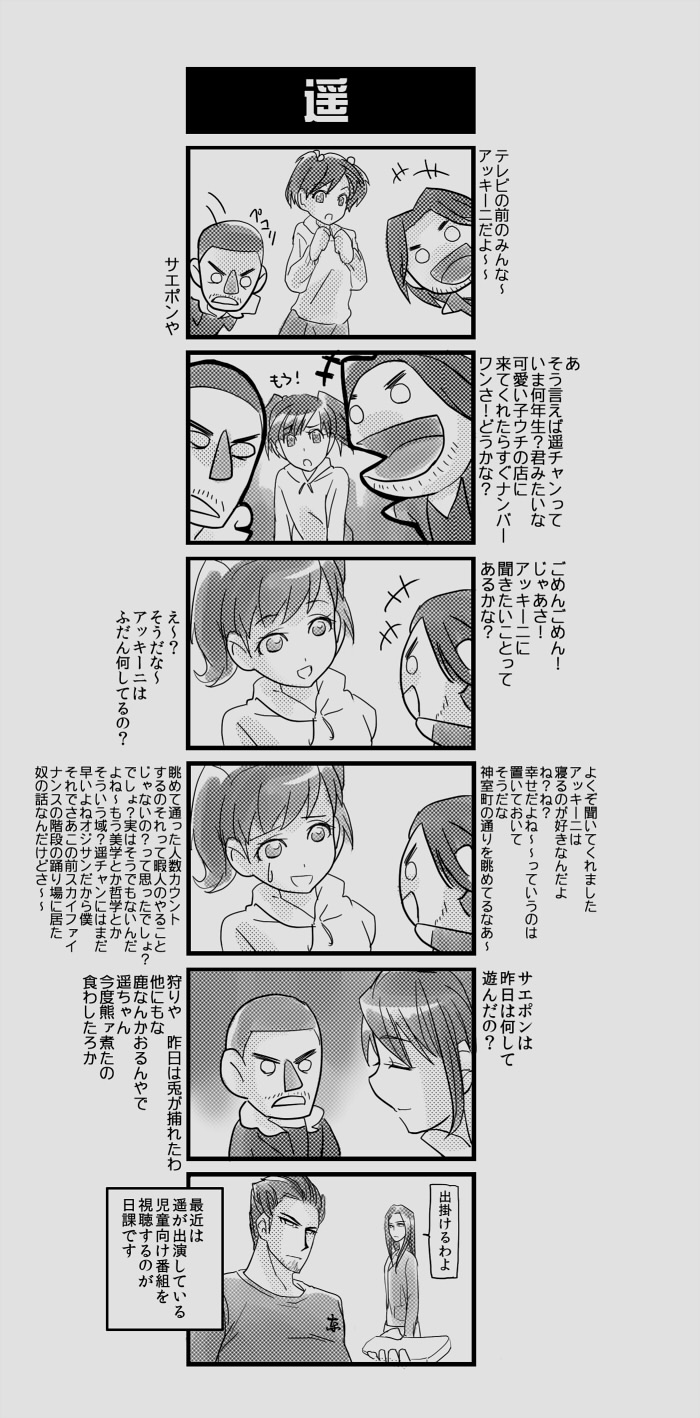 遥
テレビの前のみんな〜
アッキーニだよ〜〜
ペコリ
サエポンや
あ
そう言えば遥チャンって
いま何年生？君みたいな
可愛い子ウチの店に
来てくれたらすぐナンバー
ワンさ！どうかな？
もう！
ごめんごめん！
じゃあさ！
アッキーニに
聞きたいことって
あるかな？
え〜？
そうだな〜
アッキーニは
ふだん何してるの？
よくぞ聞いてくれました
アッキーニは
寝るのが好きなんだよ
ね？ね？
幸せだよね〜〜っていうのは
置いておいて
そうだな
神室町の通りを眺めてるなあ〜
眺めて通った人数カウント
するのそれって暇人のやること
じゃないの？って思ったでしょ？
でしょ？実はそうでもないんだ
よね〜もう美学とか哲学とか
そういう域？遥チャンにはまだ
早いよねオジサンだから僕
それでさあこの前スカイファイ
ナンスの階段の踊り場に居た
奴の話なんだけどさ〜〜
サエポンは
昨日は何して
遊んだの？
狩りや　昨日は兎が捕れたわ
他にもな
鹿なんかおるんやで
遥ちゃん
今度熊ァ煮たの
食わしたろか
出掛けるわよ
京
最近は
遥が出演している
児童向け番組を
視聴するのが
日課です